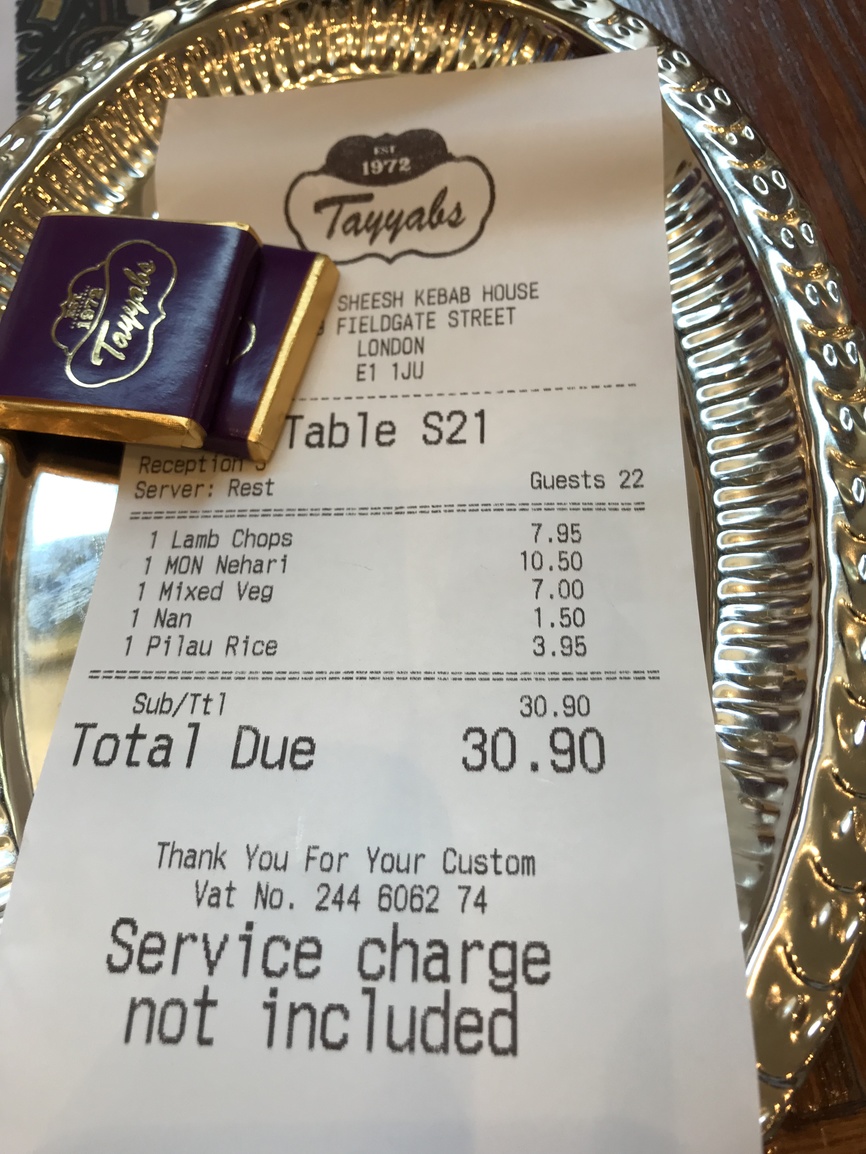 EST
1972
Tayyabs
SHEESH KEBAB HOUSE
FIELDGATE STREET
LONDON
E1 1JU
EST.
1972
Tayyabs
Table S21
Reception 3
Server: Rest Guests 22
1 Lamb Chops 7.95
1 MON Nehari 10.50
1 Mixed Veg 7.00
1 Nan 1.50
1 Pilau Rice 3.95
Sub/Ttl 30.90
Total Due 30.90
Thank You For Your Custom
Vat No. 244 6062 74
Service charge
not included